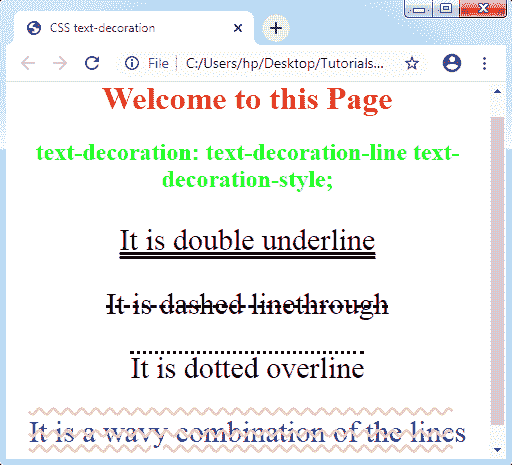 CSS text-decoration
File
C:/Users/hp/Desktop/Tutorials...
Welcome to this Page
text-decoration: text-decoration-line text-
decoration-style;
It is double underline
It is dashed linethrough
It is dotted overline
It is a wavy combination of the lines